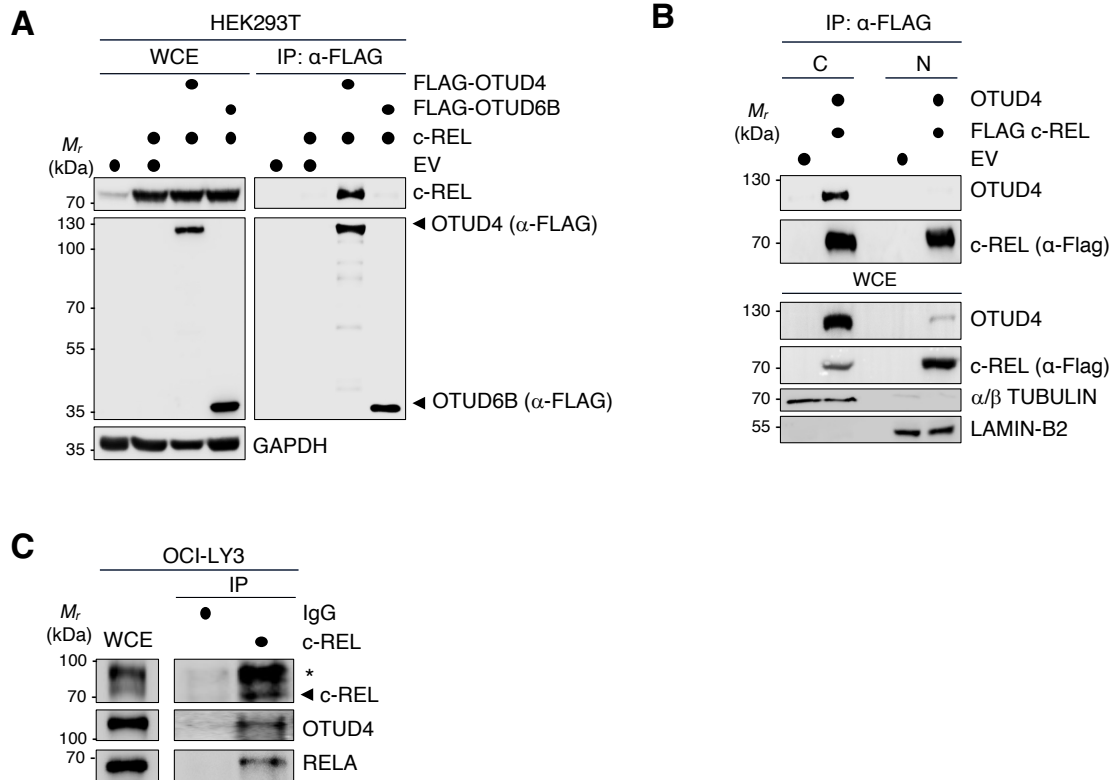 A
HEK293T
WCE IP: α-FLAG
FLAG-OTUD4
FLAG-OTUD6B
c-REL
EV
Mr
(kDa)
70 c-REL
130 OTUD4 (α-FLAG)
100
70
55
35 OTUD6B (α-FLAG)
35 GAPDH
B
IP: α-FLAG
C N
OTUD4
FLAG c-REL
EV
Mr
(kDa)
130 OTUD4
70 c-REL (α-Flag)
WCE
130 OTUD4
70 c-REL (α-Flag)
70 α/β TUBULIN
55 LAMIN-B2
C
OCI-LY3
IP
IgG
c-REL
Mr
(kDa) WCE
100 *
70 c-REL
100 OTUD4
70 RELA